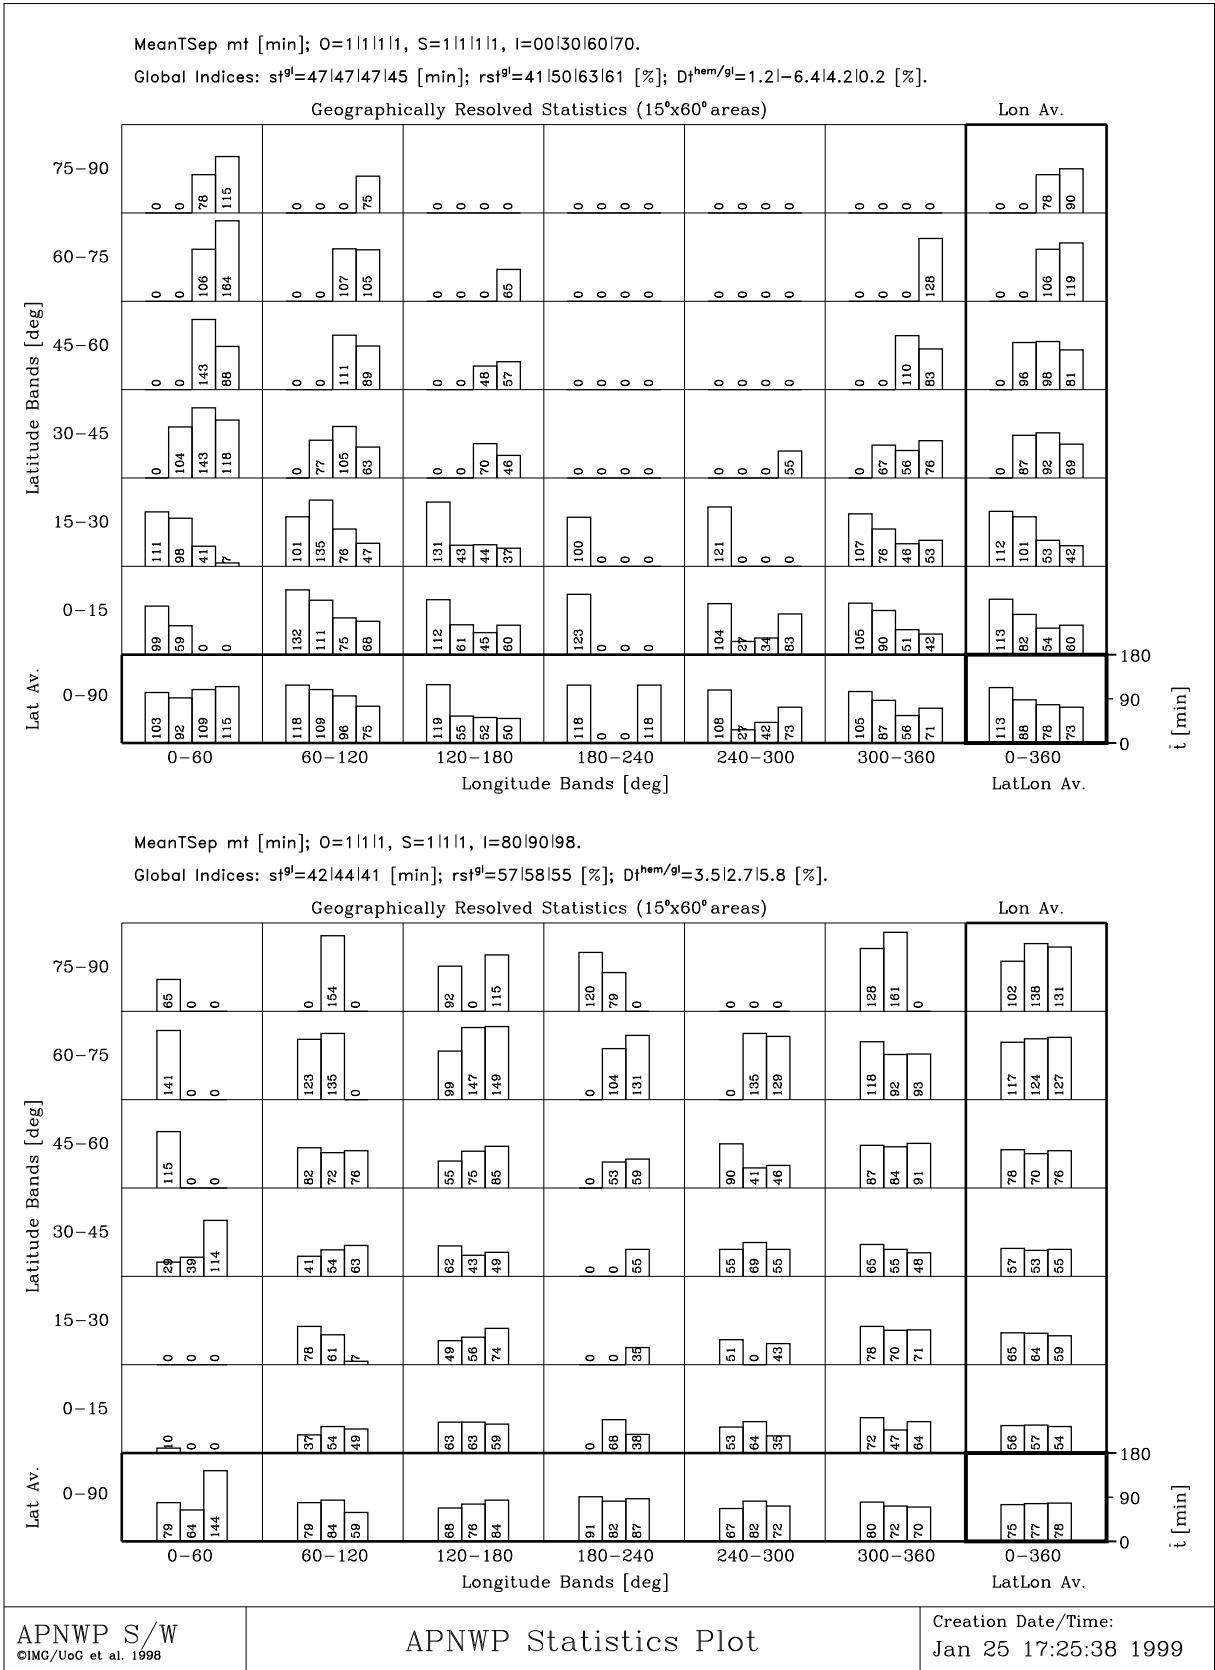 MeanTSep mt [min]; O=1|1|1|1, S=1|1|1|1, I=00|30|60|70.
Global Indices: st^gl=47|47|47|45 [min]; rst^gl=41|50|63|61 [%]; Dt^hem/gl=1.2|-6.4|4.2|0.2 [%].
Geographically Resolved Statistics (15°x60° areas) Lon Av.
75-90 0 0 78 115 0 0 0 75 0 0 0 0 0 0 0 0 0 0 0 0 0 0 0 0 0 0 78 90
60-75 0 0 106 164 0 0 107 105 0 0 0 65 0 0 0 0 0 0 0 0 0 0 0 128 0 0 106 119
45-60 0 0 143 88 0 0 111 89 0 0 48 57 0 0 0 0 0 0 0 0 0 0 110 83 0 96 98 81
30-45 0 104 143 118 0 77 105 63 0 0 70 46 0 0 0 0 0 0 0 55 0 67 56 76 0 87 92 69
15-30 111 98 41 7 101 135 76 47 131 43 44 37 100 0 0 0 121 0 0 0 107 76 46 53 112 101 53 42
0-15 99 59 0 0 132 111 75 68 112 61 45 60 123 0 0 0 104 27 34 83 105 90 51 42 113 82 54 60
0-90 103 92 109 115 118 109 96 75 119 55 52 50 118 0 0 118 108 27 42 73 105 87 56 71 113 88 78 73
Latitude Bands [deg]
Lat Av.
180
90
0
t [min]
0-60 60-120 120-180 180-240 240-300 300-360 0-360
Longitude Bands [deg] LatLon Av.
MeanTSep mt [min]; O=1|1|1, S=1|1|1, I=80|90|98.
Global Indices: st^gl=42|44|41 [min]; rst^gl=57|58|55 [%]; Dt^hem/gl=3.5|2.7|5.8 [%].
Geographically Resolved Statistics (15°x60° areas) Lon Av.
75-90 65 0 0 0 154 0 92 0 115 120 79 0 0 0 0 128 161 0 102 138 131
60-75 141 0 0 123 135 0 99 147 149 0 104 131 0 135 129 118 92 93 117 124 127
45-60 115 0 0 82 72 76 55 75 85 0 53 59 90 41 46 87 84 91 78 70 76
30-45 29 39 114 41 54 63 62 43 49 0 0 55 55 69 55 65 55 48 57 53 55
15-30 0 0 0 78 61 7 49 56 74 0 0 35 51 0 43 78 70 71 65 64 59
0-15 10 0 0 37 54 49 63 63 59 0 68 38 53 64 35 72 47 64 56 57 54
0-90 79 64 144 79 84 59 68 76 84 91 82 87 67 82 72 80 72 70 75 77 78
Latitude Bands [deg]
Lat Av.
180
90
0
t [min]
0-60 60-120 120-180 180-240 240-300 300-360 0-360
Longitude Bands [deg] LatLon Av.
APNWP S/W
©IMG/UoG et al. 1998
APNWP Statistics Plot
Creation Date/Time:
Jan 25 17:25:38 1999